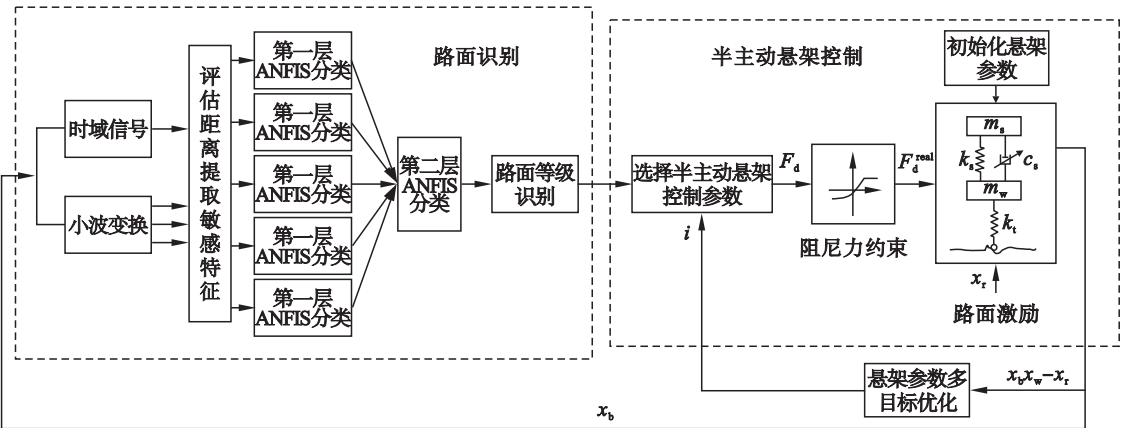 路面识别
时域信号
小波变换
评估距离提取敏感特征
第一层
ANFIS分类
第一层
ANFIS分类
第一层
ANFIS分类
第一层
ANFIS分类
第一层
ANFIS分类
第二层
ANFIS
分类
路面等级
识别
半主动悬架控制
选择半主动悬架
控制参数
F_d
阻尼力约束
F_d^real
初始化悬架
参数
m_s
k_s
c_s
m_w
k_t
x_r
路面激励
i
悬架参数多
目标优化
x_b x_w−x_r
x_b